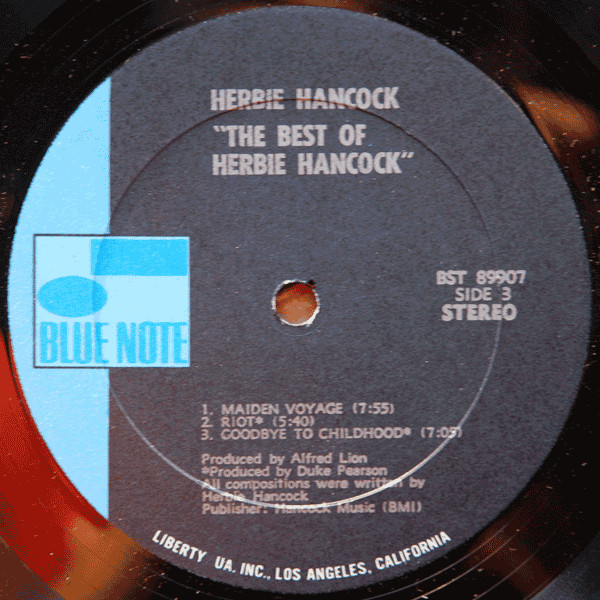 HERBIE HANCOCK
"THE BEST OF
HERBIE HANCOCK"
BST 89907
SIDE 3
STEREO
BLUE NOTE
1. MAIDEN VOYAGE (7:55)
2. RIOT* (5:40)
3. GOODBYE TO CHILDHOOD* (7:05)
Produced by Alfred Lion
*Produced by Duke Pearson
All compositions were written by
Herbie Hancock
Publisher: Hancock Music (BMI)
LIBERTY UA, INC., LOS ANGELES, CALIFORNIA